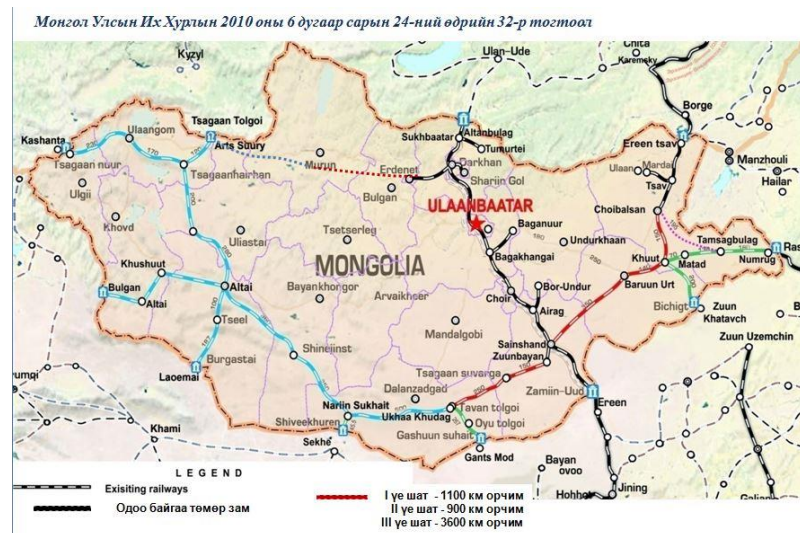 Монгол Улсын Их Хурлын 2010 оны 6 дугаар сарын 24-ний өдрийн 32-р тогтоол
Kyzyl
Ulan-Ude
Chita
Karemsky
Borge
Tsagaan Tolgoi
Kashanta
Ulaangom
Arts Suury
Altanbulag
Sukhbaatar
Tumurtei
Ereen tsav
Manzhouli
Hailar
Tsagaan nuur
Tsagaanhairhan
Murun
Erdenet
Darkhan
Shariin Gol
Ulaan
Mardai
Tsav
Ulgii
Bulgan
ULAANBAATAR
Choibalsan
Khovd
Uliastai
Tsetserleg
Baganuur
Undurkhaan
Tamsagbulag
Khuut
Matad
Numrug
MONGOLIA
Bagakhangai
Khushuut
Bulgan
Altai
Altai
Bayankhongor
Arvaikheer
Choir
Bor-Undur
Baruun Urt
Bichigt
Airag
Zuun
Khatavch
Tseel
Mandalgobi
Sainshand
Zuunbayan
Zuun Uzemchin
Burgastai
Shinejinst
Laoemai
Tsagaan suvarga
Dalanzadgad
Zamiin-Uud
Ereen
Nariin Sukhait
Ukhaa Khudag
Tavan tolgoi
Oyu tolgoi
Shiveekhuren
Gashuun suhait
Khami
Sekhe
Gants Mod
Bayan
ovoo
Hohhot
Jining
LEGEND
Exisiting railways
Одоо байгаа төмөр зам
I үе шат - 1100 км орчим
II үе шат - 900 км орчим
III үе шат - 3600 км орчим